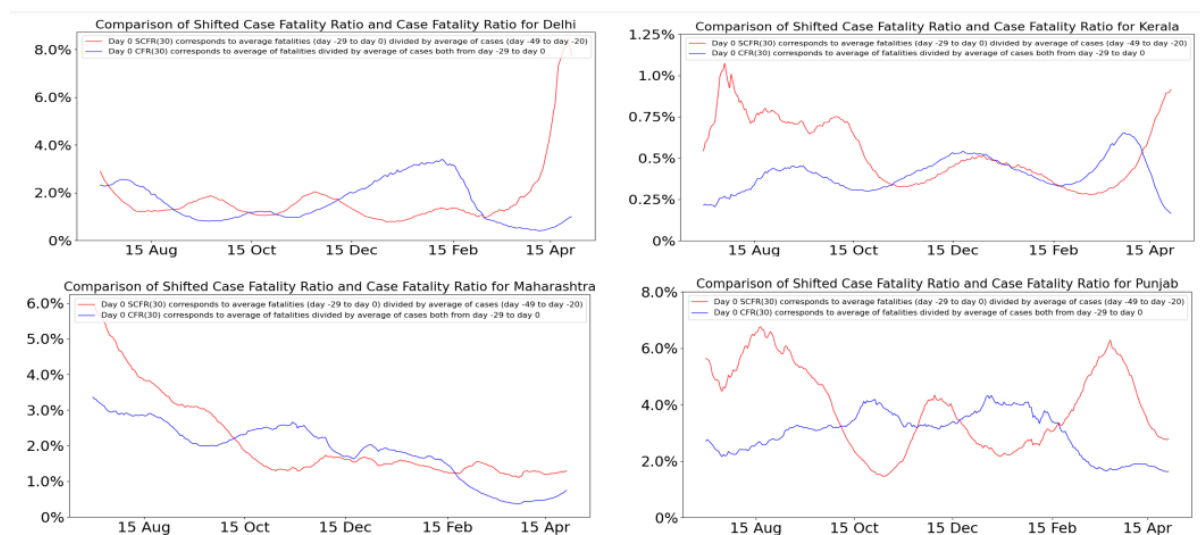 Comparison of Shifted Case Fatality Ratio and Case Fatality Ratio for Delhi
Day 0 SCFR(30) corresponds to average fatalities (day -29 to day 0) divided by average of cases (day -49 to day -20)
Day 0 CFR(30) corresponds to average of fatalities divided by average of cases both from day -29 to day 0
8.0%
6.0%
4.0%
2.0%
0%
15 Aug
15 Oct
15 Dec
15 Feb
15 Apr
Comparison of Shifted Case Fatality Ratio and Case Fatality Ratio for Kerala
Day 0 SCFR(30) corresponds to average fatalities (day -29 to day 0) divided by average of cases (day -49 to day -20)
Day 0 CFR(30) corresponds to average of fatalities divided by average of cases both from day -29 to day 0
1.25%
1.0%
0.75%
0.5%
0.25%
0%
15 Aug
15 Oct
15 Dec
15 Feb
15 Apr
Comparison of Shifted Case Fatality Ratio and Case Fatality Ratio for Maharashtra
Day 0 SCFR(30) corresponds to average fatalities (day -29 to day 0) divided by average of cases (day -49 to day -20)
Day 0 CFR(30) corresponds to average of fatalities divided by average of cases both from day -29 to day 0
6.0%
5.0%
4.0%
3.0%
2.0%
1.0%
0%
15 Aug
15 Oct
15 Dec
15 Feb
15 Apr
Comparison of Shifted Case Fatality Ratio and Case Fatality Ratio for Punjab
Day 0 SCFR(30) corresponds to average fatalities (day -29 to day 0) divided by average of cases (day -49 to day -20)
Day 0 CFR(30) corresponds to average of fatalities divided by average of cases both from day -29 to day 0
8.0%
6.0%
4.0%
2.0%
0%
15 Aug
15 Oct
15 Dec
15 Feb
15 Apr